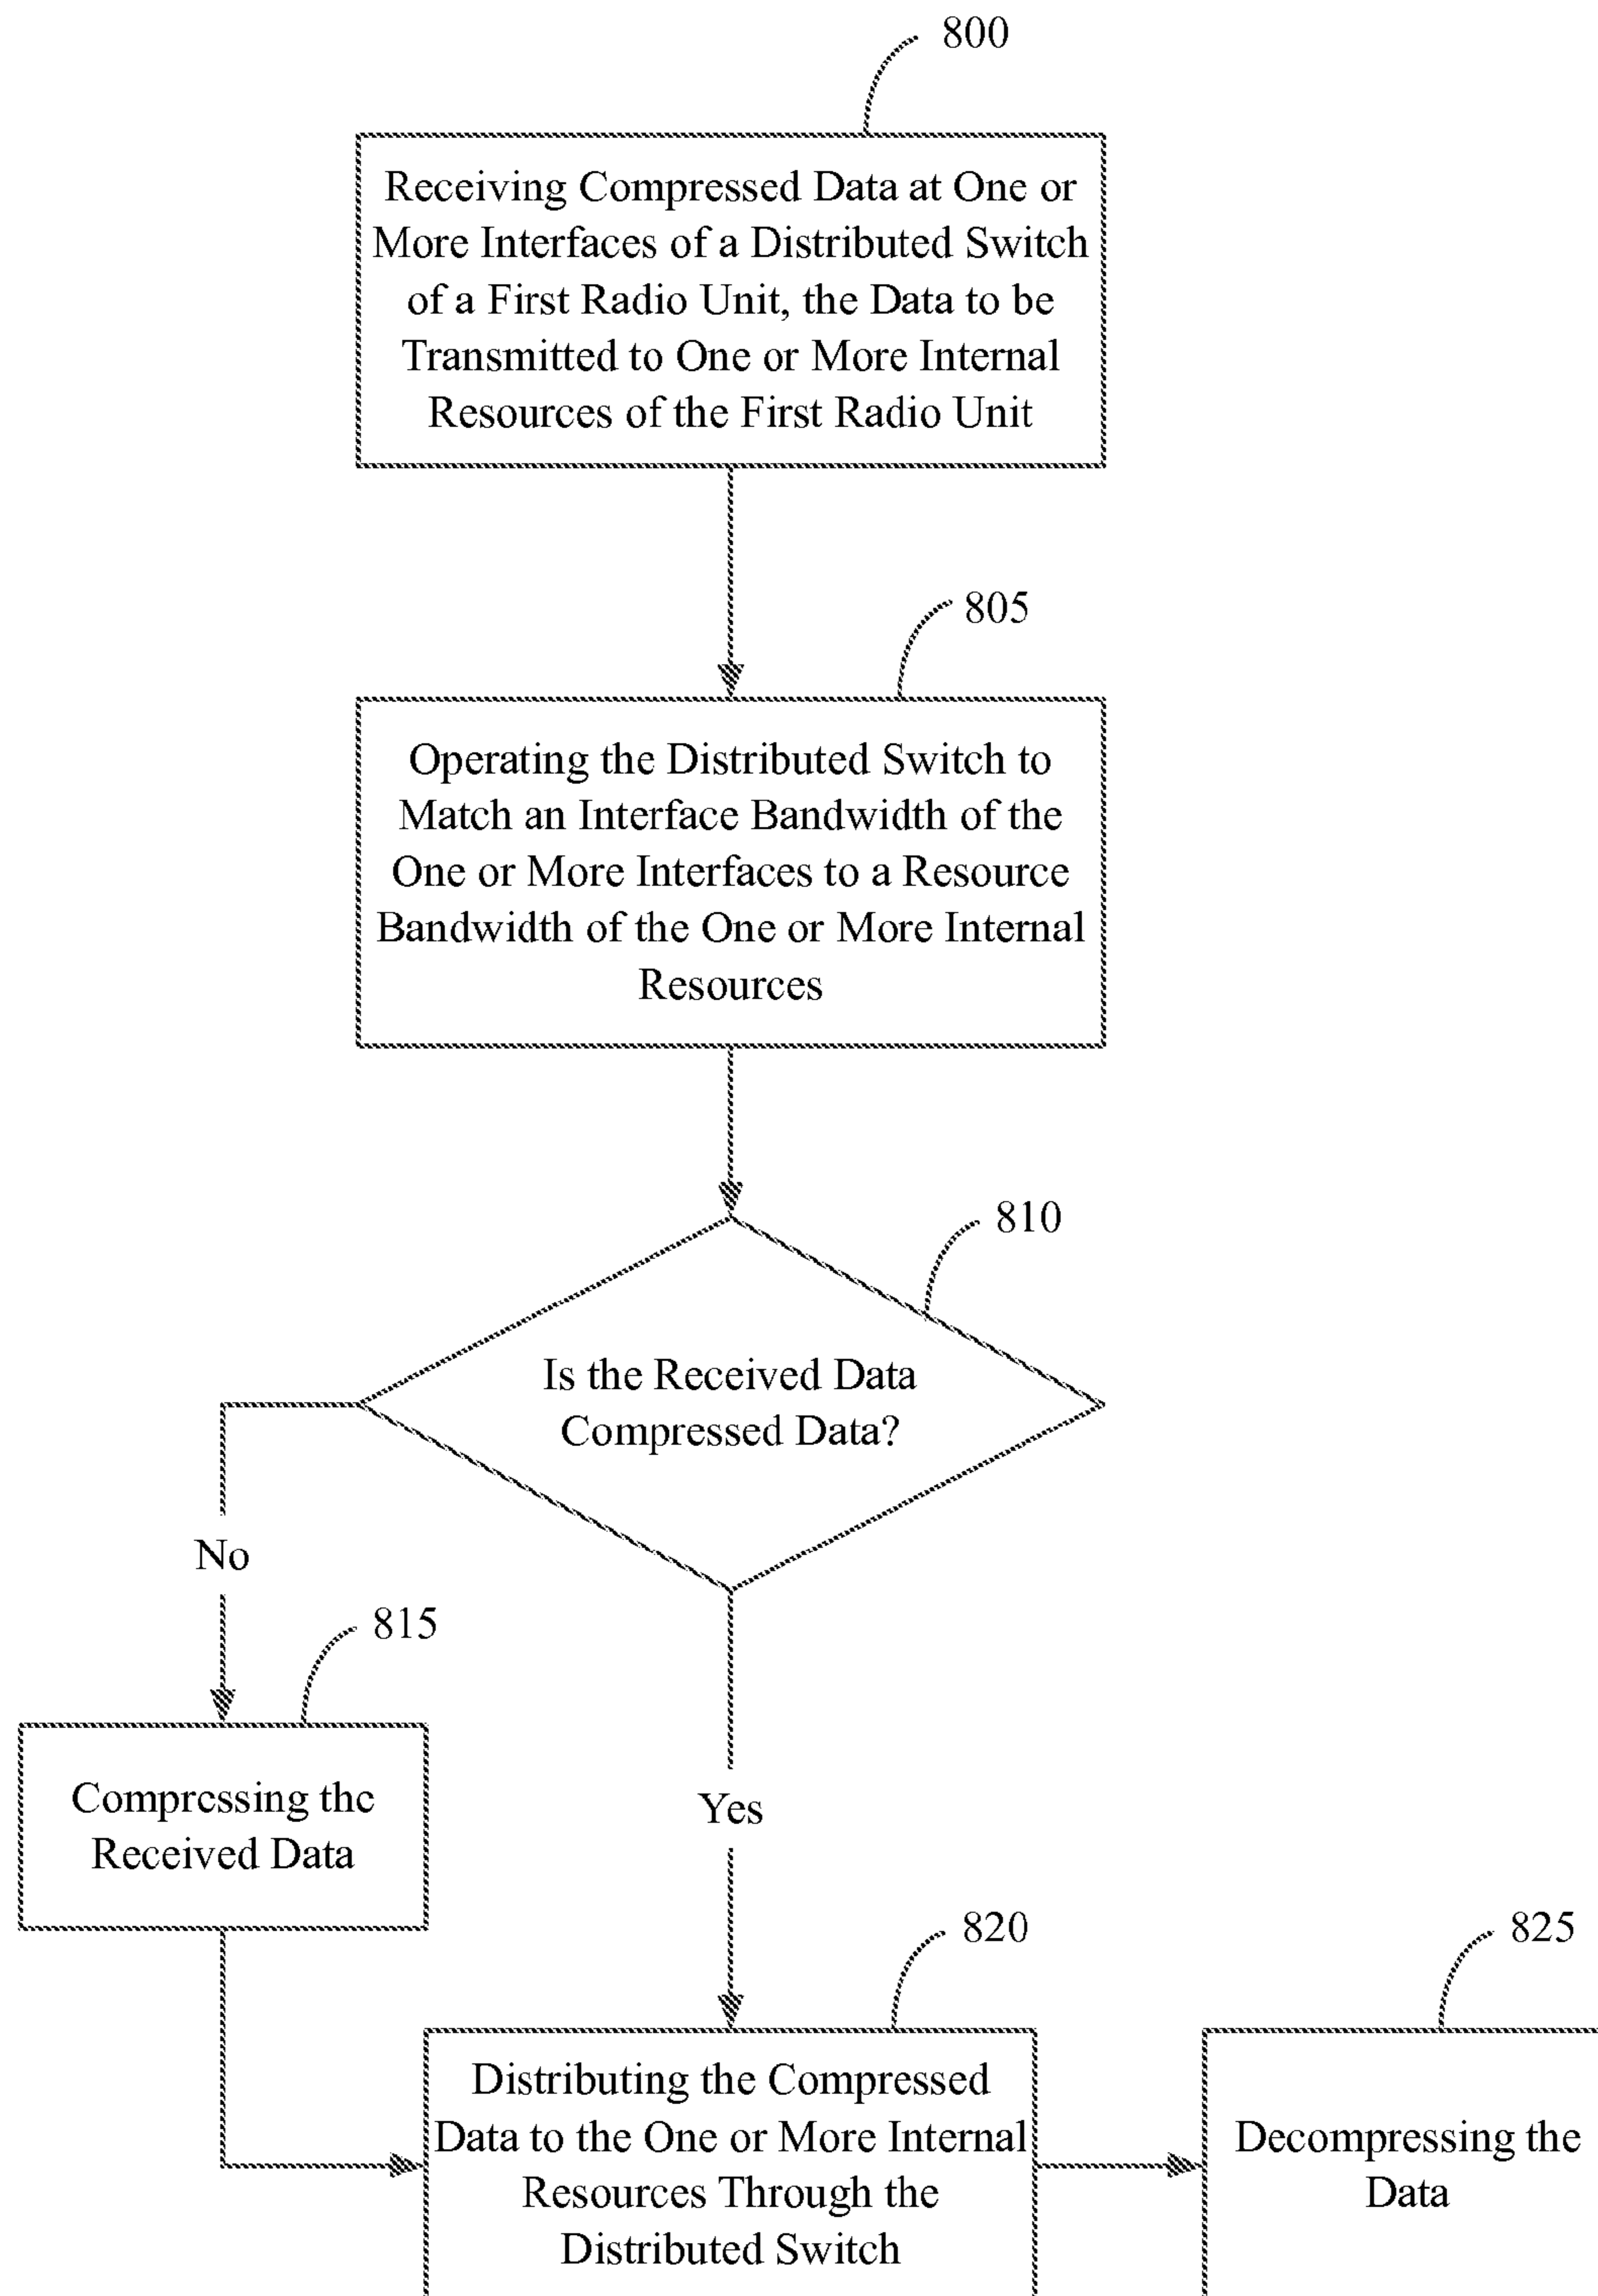 800
Receiving Compressed Data at One or
More Interfaces of a Distributed Switch
of a First Radio Unit, the Data to be
Transmitted to One or More Internal
Resources of the First Radio Unit
805
Operating the Distributed Switch to
Match an Interface Bandwidth of the
One or More Interfaces to a Resource
Bandwidth of the One or More Internal
Resources
810
Is the Received Data
Compressed Data?
No
815
Compressing the
Received Data
Yes
820
Distributing the Compressed
Data to the One or More Internal
Resources Through the
Distributed Switch
825
Decompressing the
Data